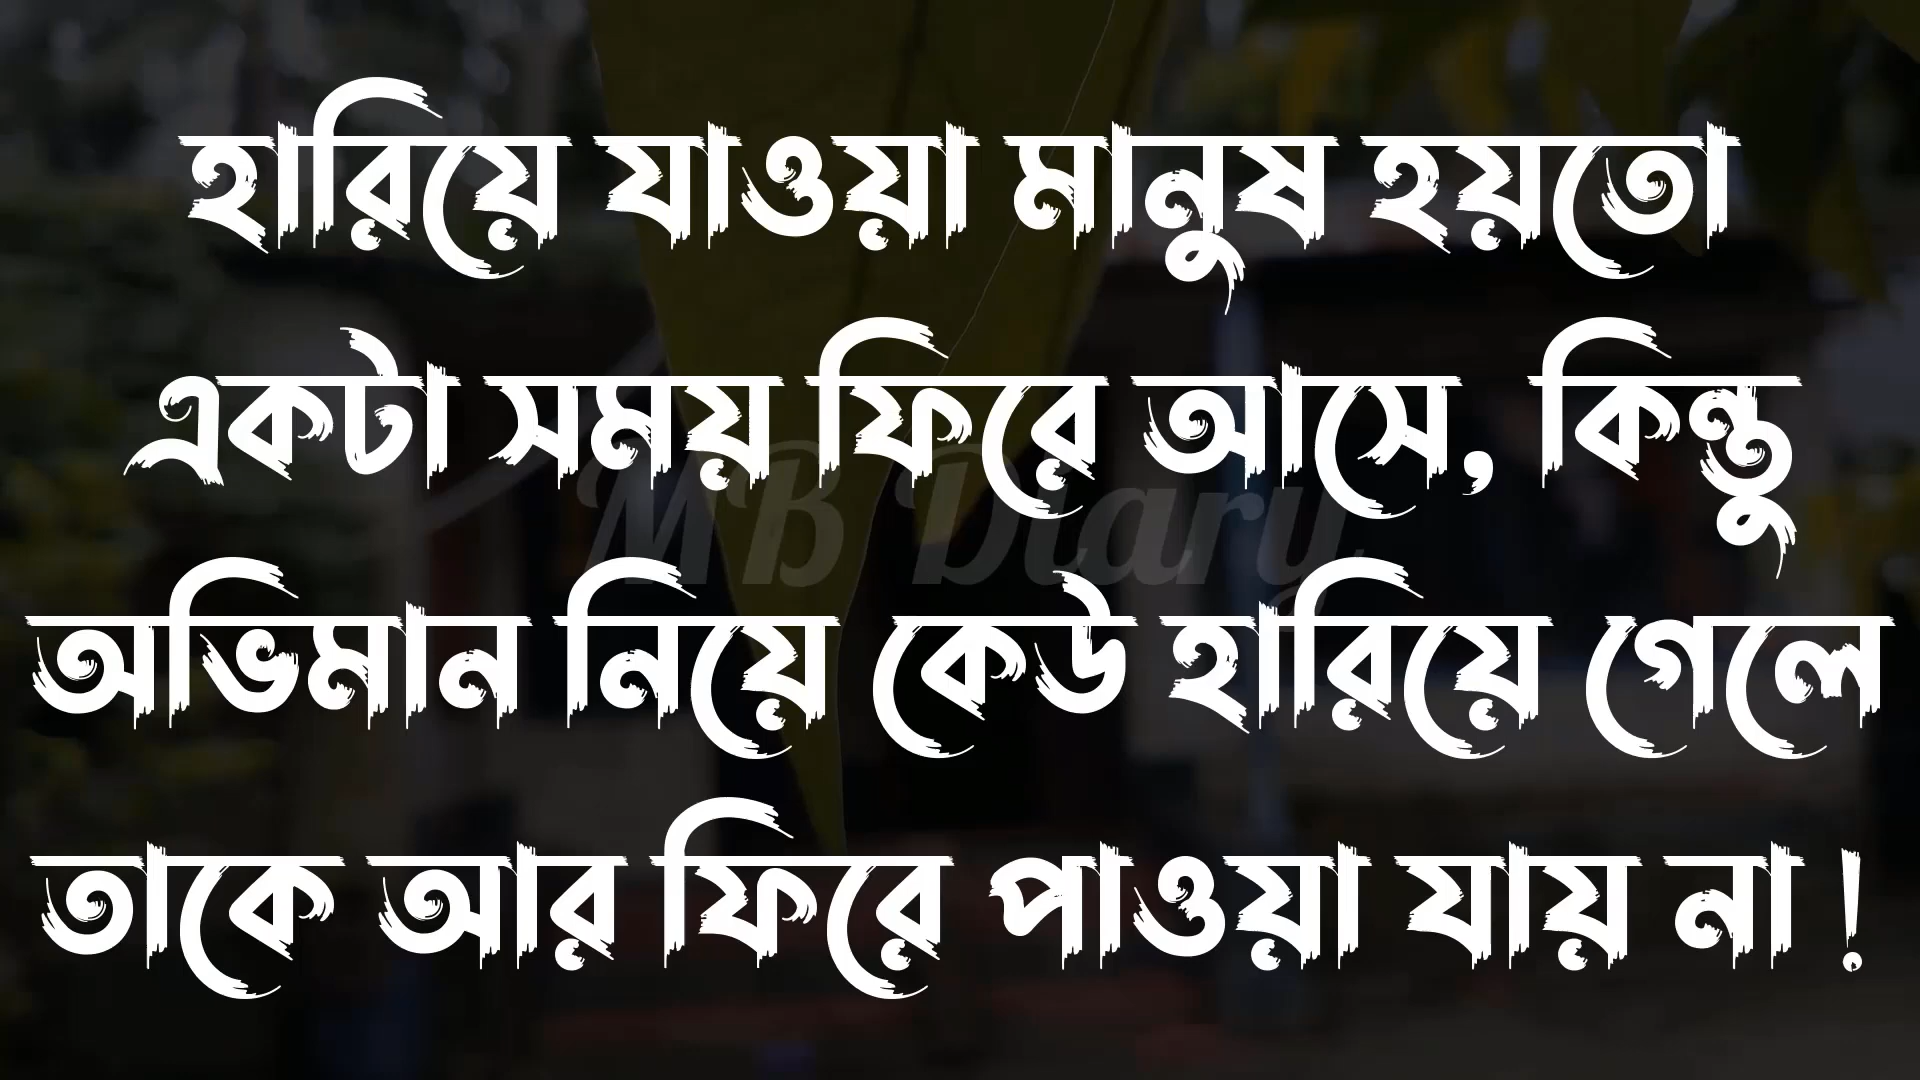 হারিয়ে যাওয়া মানুষ হয়তো
একটা সময় ফিরে আসে, কিন্তু
MB Diary
অভিমান নিয়ে কেউ হারিয়ে গেলে
তাকে আর ফিরে পাওয়া যায় না !